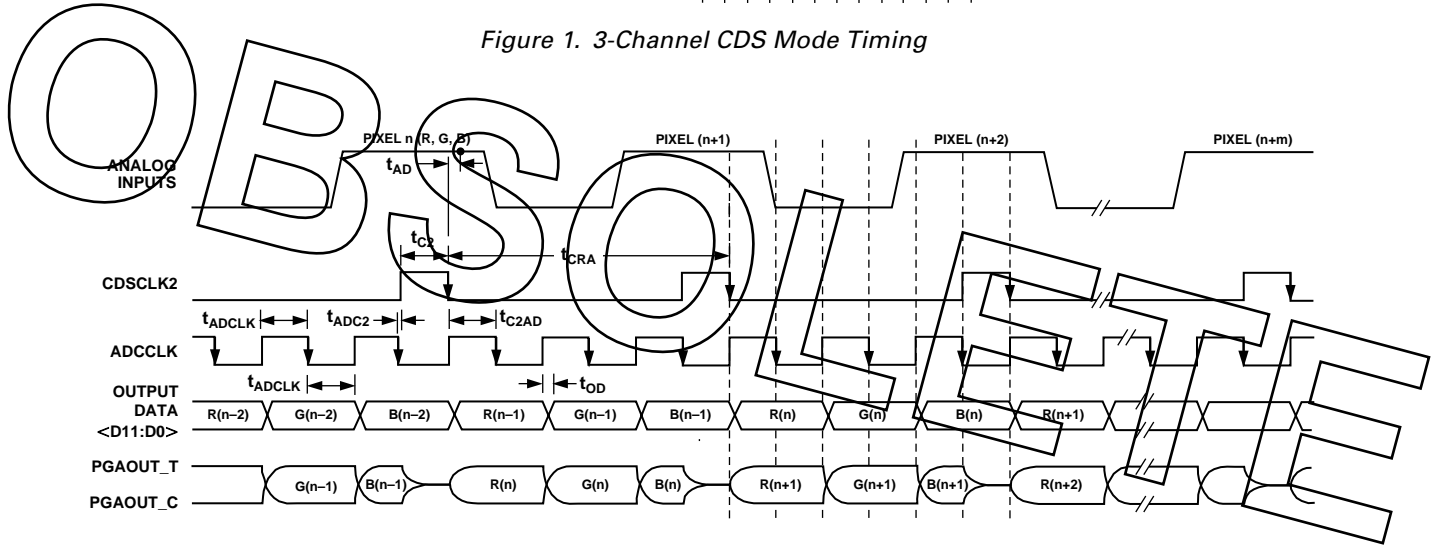 Figure 1. 3-Channel CDS Mode Timing
OBSOLETE
PIXEL n (R, G, B)
PIXEL (n+1)
PIXEL (n+2)
PIXEL (n+m)
ANALOG
INPUTS
tAD
tC2
tCRA
CDSCLK2
tADCLK
tADC2
tC2AD
ADCCLK
tADCLK
tOD
OUTPUT
DATA
<D11:D0>
R(n–2) G(n–2) B(n–2) R(n–1) G(n–1) B(n–1) R(n) G(n) B(n) R(n+1)
PGAOUT_T
PGAOUT_C
G(n–1) B(n–1) R(n) G(n) B(n) R(n+1) G(n+1) B(n+1) R(n+2)